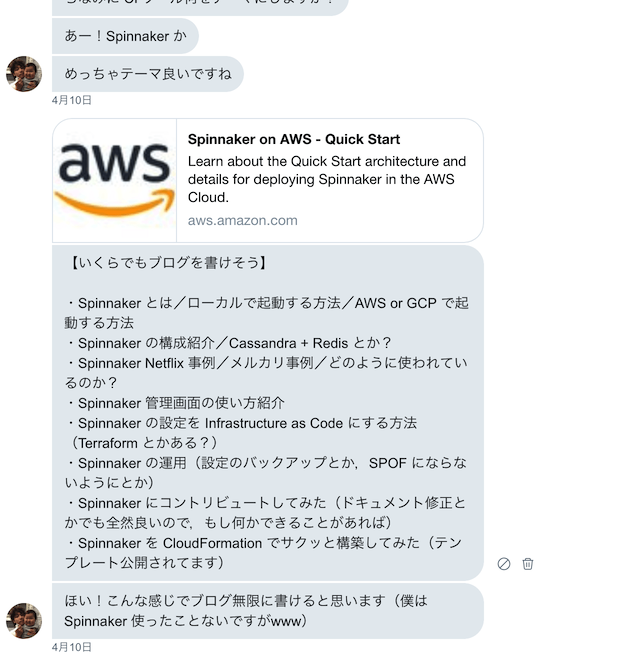 あー！Spinnaker か
めっちゃテーマ良いですね
4月10日
aws
Spinnaker on AWS - Quick Start
Learn about the Quick Start architecture and
details for deploying Spinnaker in the AWS
Cloud.
aws.amazon.com
【いくらでもブログを書けそう】
・Spinnaker とは／ローカルで起動する方法／AWS or GCP で起
動する方法
・Spinnaker の構成紹介／Cassandra + Redis とか？
・Spinnaker Netflix 事例／メルカリ事例／どのように使われてい
るのか？
・Spinnaker 管理画面の使い方紹介
・Spinnaker の設定を Infrastructure as Code にする方法
（Terraform とかある？）
・Spinnaker の運用（設定のバックアップとか，SPOF にならな
いようにとか）
・Spinnaker にコントリビュートしてみた（ドキュメント修正と
かでも全然良いので，もし何かできることがあれば）
・Spinnaker を CloudFormation でサクッと構築してみた（テン
プレート公開されてます）
ほい！こんな感じでブログ無限に書けると思います（僕は
Spinnaker 使ったことないですがwww）
4月10日